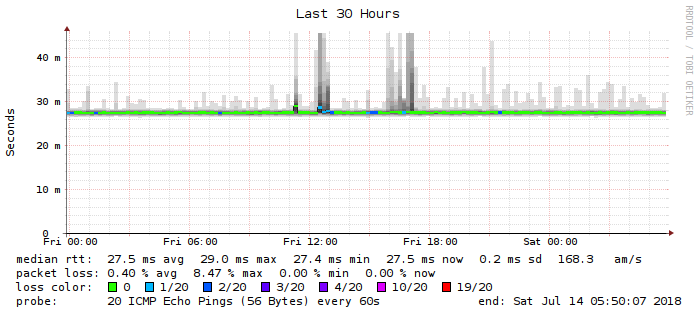 Last 30 Hours
RRDTOOL / TOBI OETIKER
Seconds
40 m
30 m
20 m
10 m
0
Fri 00:00 Fri 06:00 Fri 12:00 Fri 18:00 Sat 00:00
median rtt: 27.5 ms avg 29.0 ms max 27.4 ms min 27.5 ms now 0.2 ms sd 168.3 am/s
packet loss: 0.40 % avg 8.47 % max 0.00 % min 0.00 % now
loss color: 0 1/20 2/20 3/20 4/20 10/20 19/20
probe: 20 ICMP Echo Pings (56 Bytes) every 60s end: Sat Jul 14 05:50:07 2018